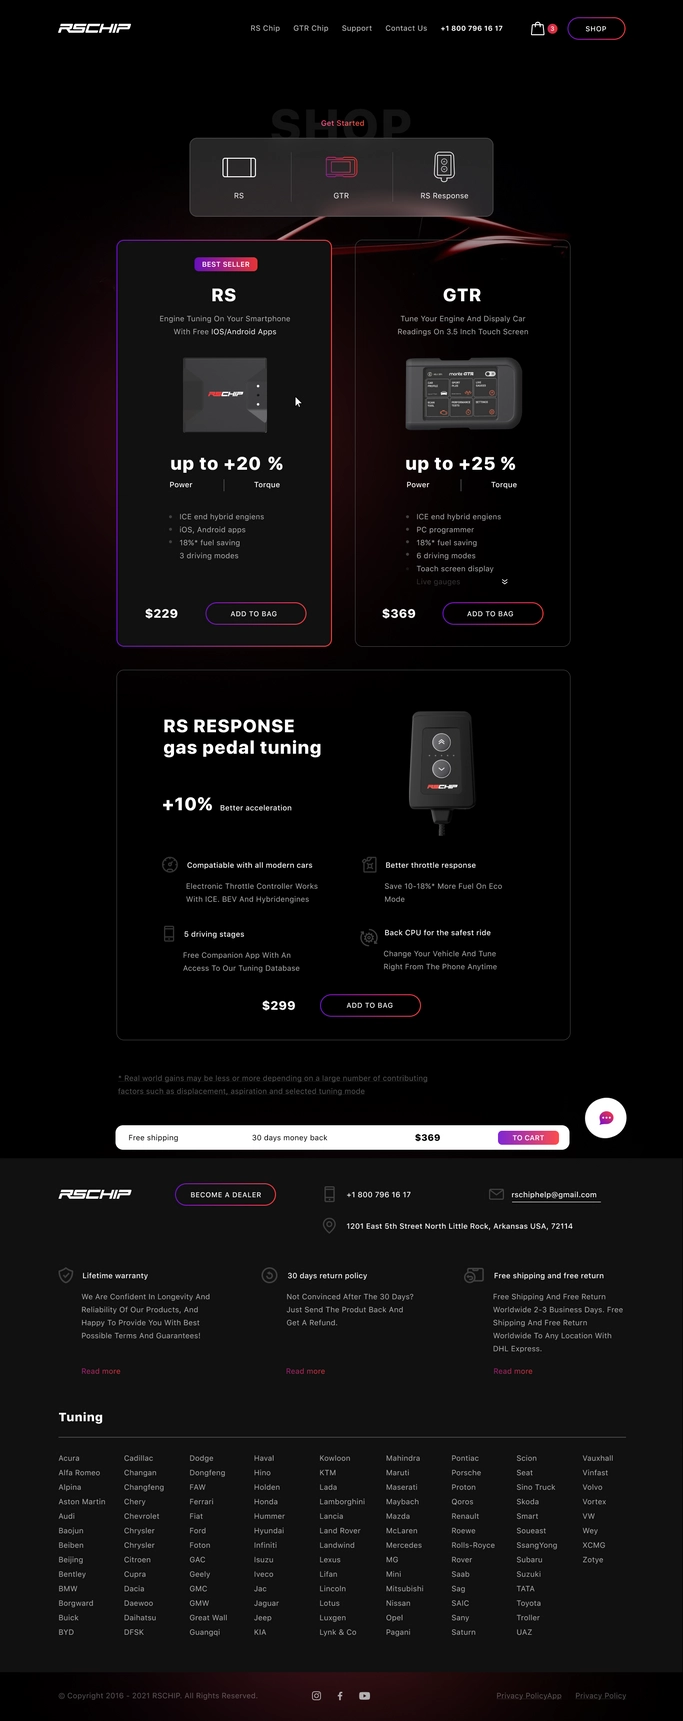 RSCHIP
RS Chip
GTR Chip
Support
Contact Us
+1 800 796 16 17
3
SHOP
SHOP
Get Started
RS
GTR
RS Response
BEST SELLER
RS
Engine Tuning On Your Smartphone
With Free IOS/Android Apps
RSCHIP
up to +20 %
Power
Torque
ICE end hybrid engiens
iOS, Android apps
18%* fuel saving
3 driving modes
$229
ADD TO BAG
GTR
Tune Your Engine And Dispaly Car
Readings On 3.5 Inch Touch Screen
up to +25 %
Power
Torque
ICE end hybrid engiens
PC programmer
18%* fuel saving
6 driving modes
Toach screen display
Live gauges
$369
ADD TO BAG
RS RESPONSE
gas pedal tuning
+10% Better acceleration
RSCHIP
Compatiable with all modern cars
Electronic Throttle Controller Works
With ICE. BEV And Hybridengines
Better throttle response
Save 10-18%* More Fuel On Eco
Mode
5 driving stages
Free Companion App With An
Access To Our Tuning Database
Back CPU for the safest ride
Change Your Vehicle And Tune
Right From The Phone Anytime
$299
ADD TO BAG
* Real world gains may be less or more depending on a large number of contributing
factors such as displacement, aspiration and selected tuning mode
Free shipping
30 days money back
$369
TO CART
RSCHIP
BECOME A DEALER
+1 800 796 16 17
rschiphelp@gmail.com
1201 East 5th Street North Little Rock, Arkansas USA, 72114
Lifetime warranty
We Are Confident In Longevity And
Reliability Of Our Products, And
Happy To Provide You With Best
Possible Terms And Guarantees!
Read more
30 days return policy
Not Convinced After The 30 Days?
Just Send The Produt Back And
Get A Refund.
Read more
Free shipping and free return
Free Shipping And Free Return
Worldwide 2-3 Business Days. Free
Shipping And Free Return
Worldwide To Any Location With
DHL Express.
Read more
Tuning
Acura
Alfa Romeo
Alpina
Aston Martin
Audi
Baojun
Beiben
Beijing
Bentley
BMW
Borgward
Buick
BYD
Cadillac
Changan
Changfeng
Chery
Chevrolet
Chrysler
Chrysler
Citroen
Cupra
Dacia
Daewoo
Daihatsu
DFSK
Dodge
Dongfeng
FAW
Ferrari
Fiat
Ford
Foton
GAC
Geely
GMC
GMW
Great Wall
Guangqi
Haval
Hino
Holden
Honda
Hummer
Hyundai
Infiniti
Isuzu
Iveco
Jac
Jaguar
Jeep
KIA
Kowloon
KTM
Lada
Lamborghini
Lancia
Land Rover
Landwind
Lexus
Lifan
Lincoln
Lotus
Luxgen
Lynk & Co
Mahindra
Maruti
Maserati
Maybach
Mazda
McLaren
Mercedes
MG
Mini
Mitsubishi
Nissan
Opel
Pagani
Pontiac
Porsche
Proton
Qoros
Renault
Roewe
Rolls-Royce
Rover
Saab
Sag
SAIC
Sany
Saturn
Scion
Seat
Sino Truck
Skoda
Smart
Soueast
SsangYong
Subaru
Suzuki
TATA
Toyota
Troller
UAZ
Vauxhall
Vinfast
Volvo
Vortex
VW
Wey
XCMG
Zotye
© Copyright 2016 - 2021 RSCHIP. All Rights Reserved.
Privacy PolicyApp
Privacy Policy